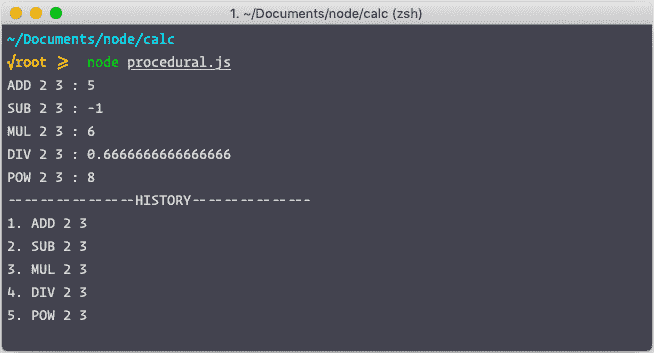 1. ~/Documents/node/calc (zsh)
~/Documents/node/calc
√root ⩾ node procedural.js
ADD 2 3 : 5
SUB 2 3 : -1
MUL 2 3 : 6
DIV 2 3 : 0.6666666666666666
POW 2 3 : 8
----------------HISTORY---------------
1. ADD 2 3
2. SUB 2 3
3. MUL 2 3
4. DIV 2 3
5. POW 2 3